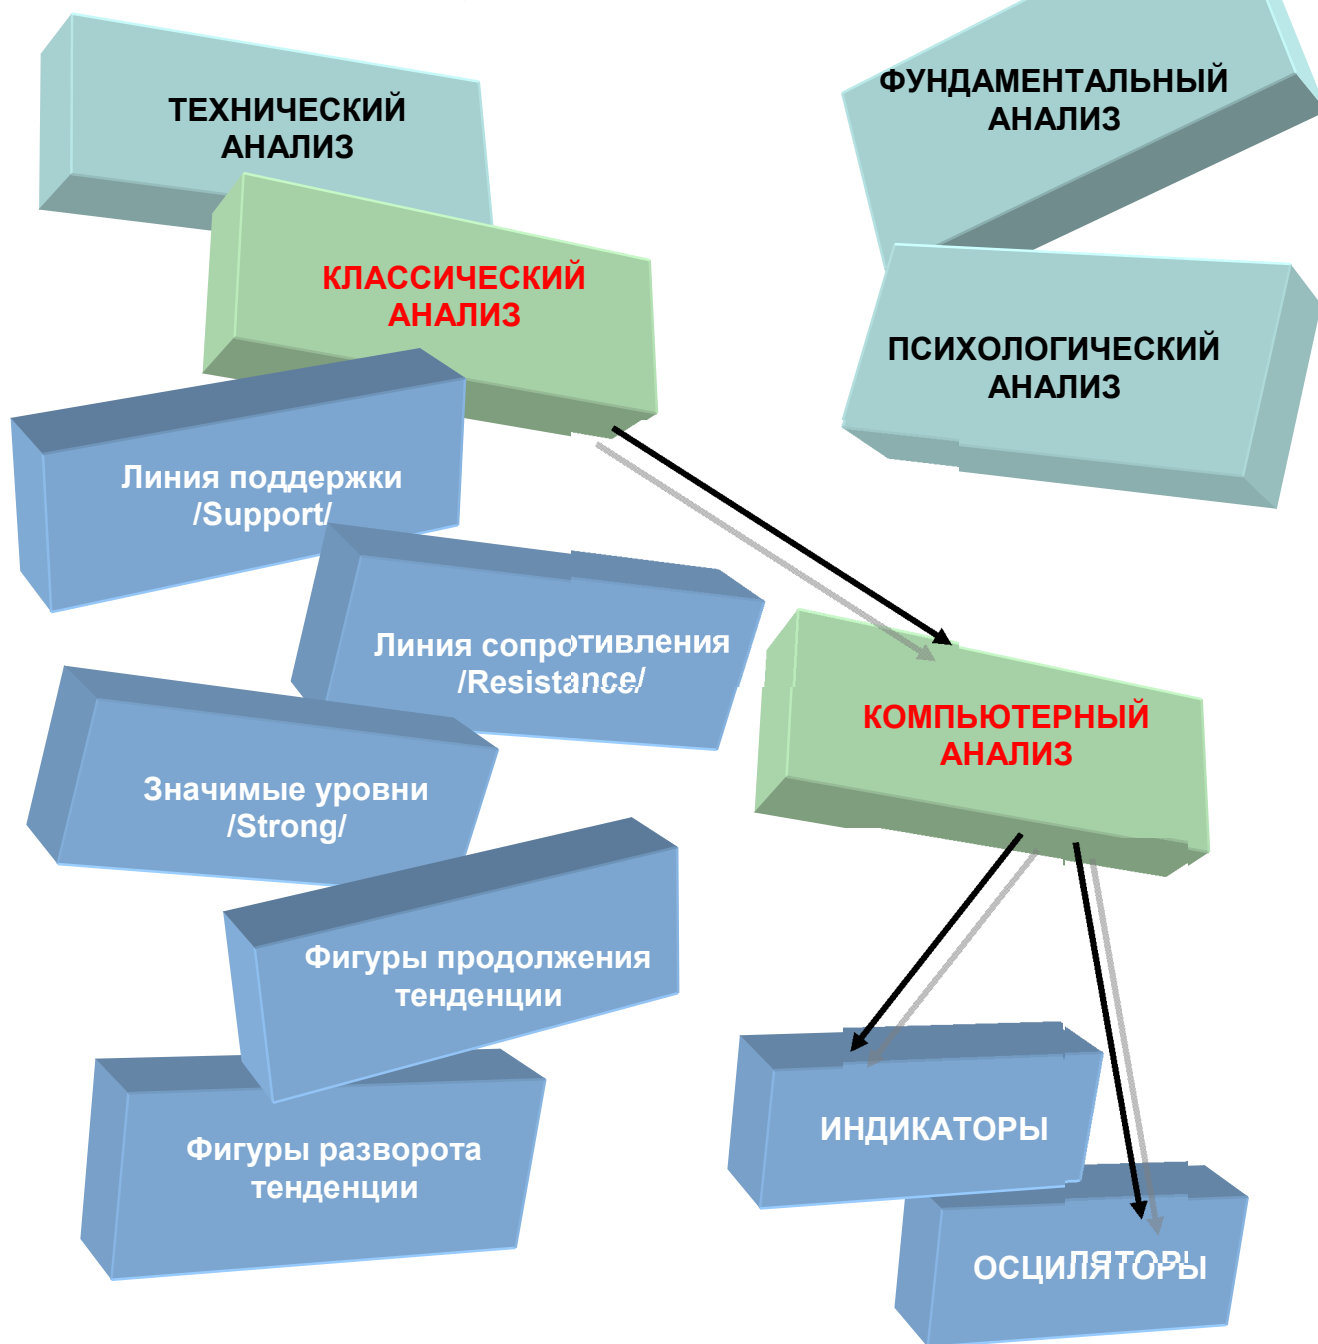 ТЕХНИЧЕСКИЙ
АНАЛИЗ
ФУНДАМЕНТАЛЬНЫЙ
АНАЛИЗ
КЛАССИЧЕСКИЙ
АНАЛИЗ
ПСИХОЛОГИЧЕСКИЙ
АНАЛИЗ
Линия поддержки
/Support/
Линия сопротивления
/Resistance/
КОМПЬЮТЕРНЫЙ
АНАЛИЗ
Значимые уровни
/Strong/
Фигуры продолжения
тенденции
ИНДИКАТОРЫ
Фигуры разворота
тенденции
ОСЦИЛЯТОРЫ